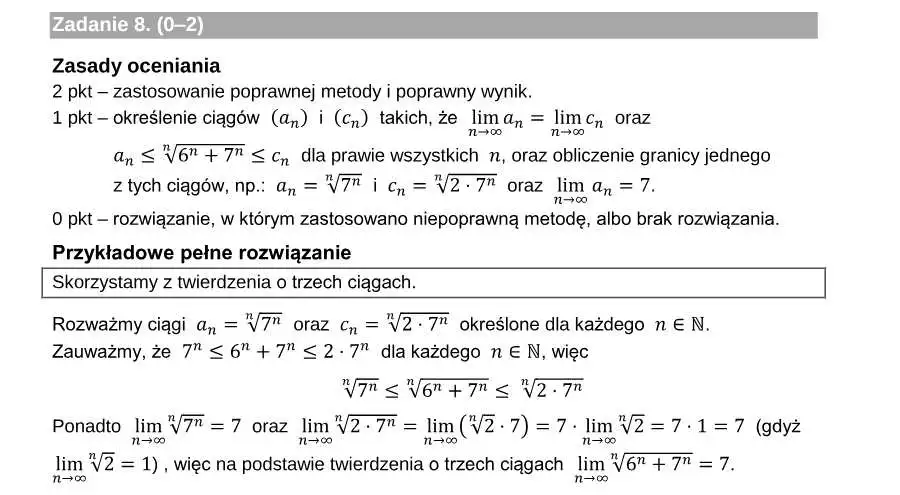 Zadanie 8. (0–2)
Zasady oceniania
2 pkt – zastosowanie poprawnej metody i poprawny wynik.
1 pkt – określenie ciągów (aₙ) i (cₙ) takich, że lim_{n→∞} aₙ = lim_{n→∞} cₙ oraz
aₙ ≤ ⁿ√(6ⁿ + 7ⁿ) ≤ cₙ dla prawie wszystkich n, oraz obliczenie granicy jednego
z tych ciągów, np.: aₙ = ⁿ√(7ⁿ) i cₙ = ⁿ√(2 · 7ⁿ) oraz lim_{n→∞} aₙ = 7.
0 pkt – rozwiązanie, w którym zastosowano niepoprawną metodę, albo brak rozwiązania.
Przykładowe pełne rozwiązanie
Skorzystamy z twierdzenia o trzech ciągach.
Rozważmy ciągi aₙ = ⁿ√(7ⁿ) oraz cₙ = ⁿ√(2 · 7ⁿ) określone dla każdego n ∈ ℕ.
Zauważmy, że 7ⁿ ≤ 6ⁿ + 7ⁿ ≤ 2 · 7ⁿ dla każdego n ∈ ℕ, więc
ⁿ√(7ⁿ) ≤ ⁿ√(6ⁿ + 7ⁿ) ≤ ⁿ√(2 · 7ⁿ)
Ponadto lim_{n→∞} ⁿ√(7ⁿ) = 7 oraz lim_{n→∞} ⁿ√(2 · 7ⁿ) = lim_{n→∞} (ⁿ√2 · 7) = 7 · lim_{n→∞} ⁿ√2 = 7 · 1 = 7 (gdyż
lim_{n→∞} ⁿ√2 = 1) , więc na podstawie twierdzenia o trzech ciągach lim_{n→∞} ⁿ√(6ⁿ + 7ⁿ) = 7.